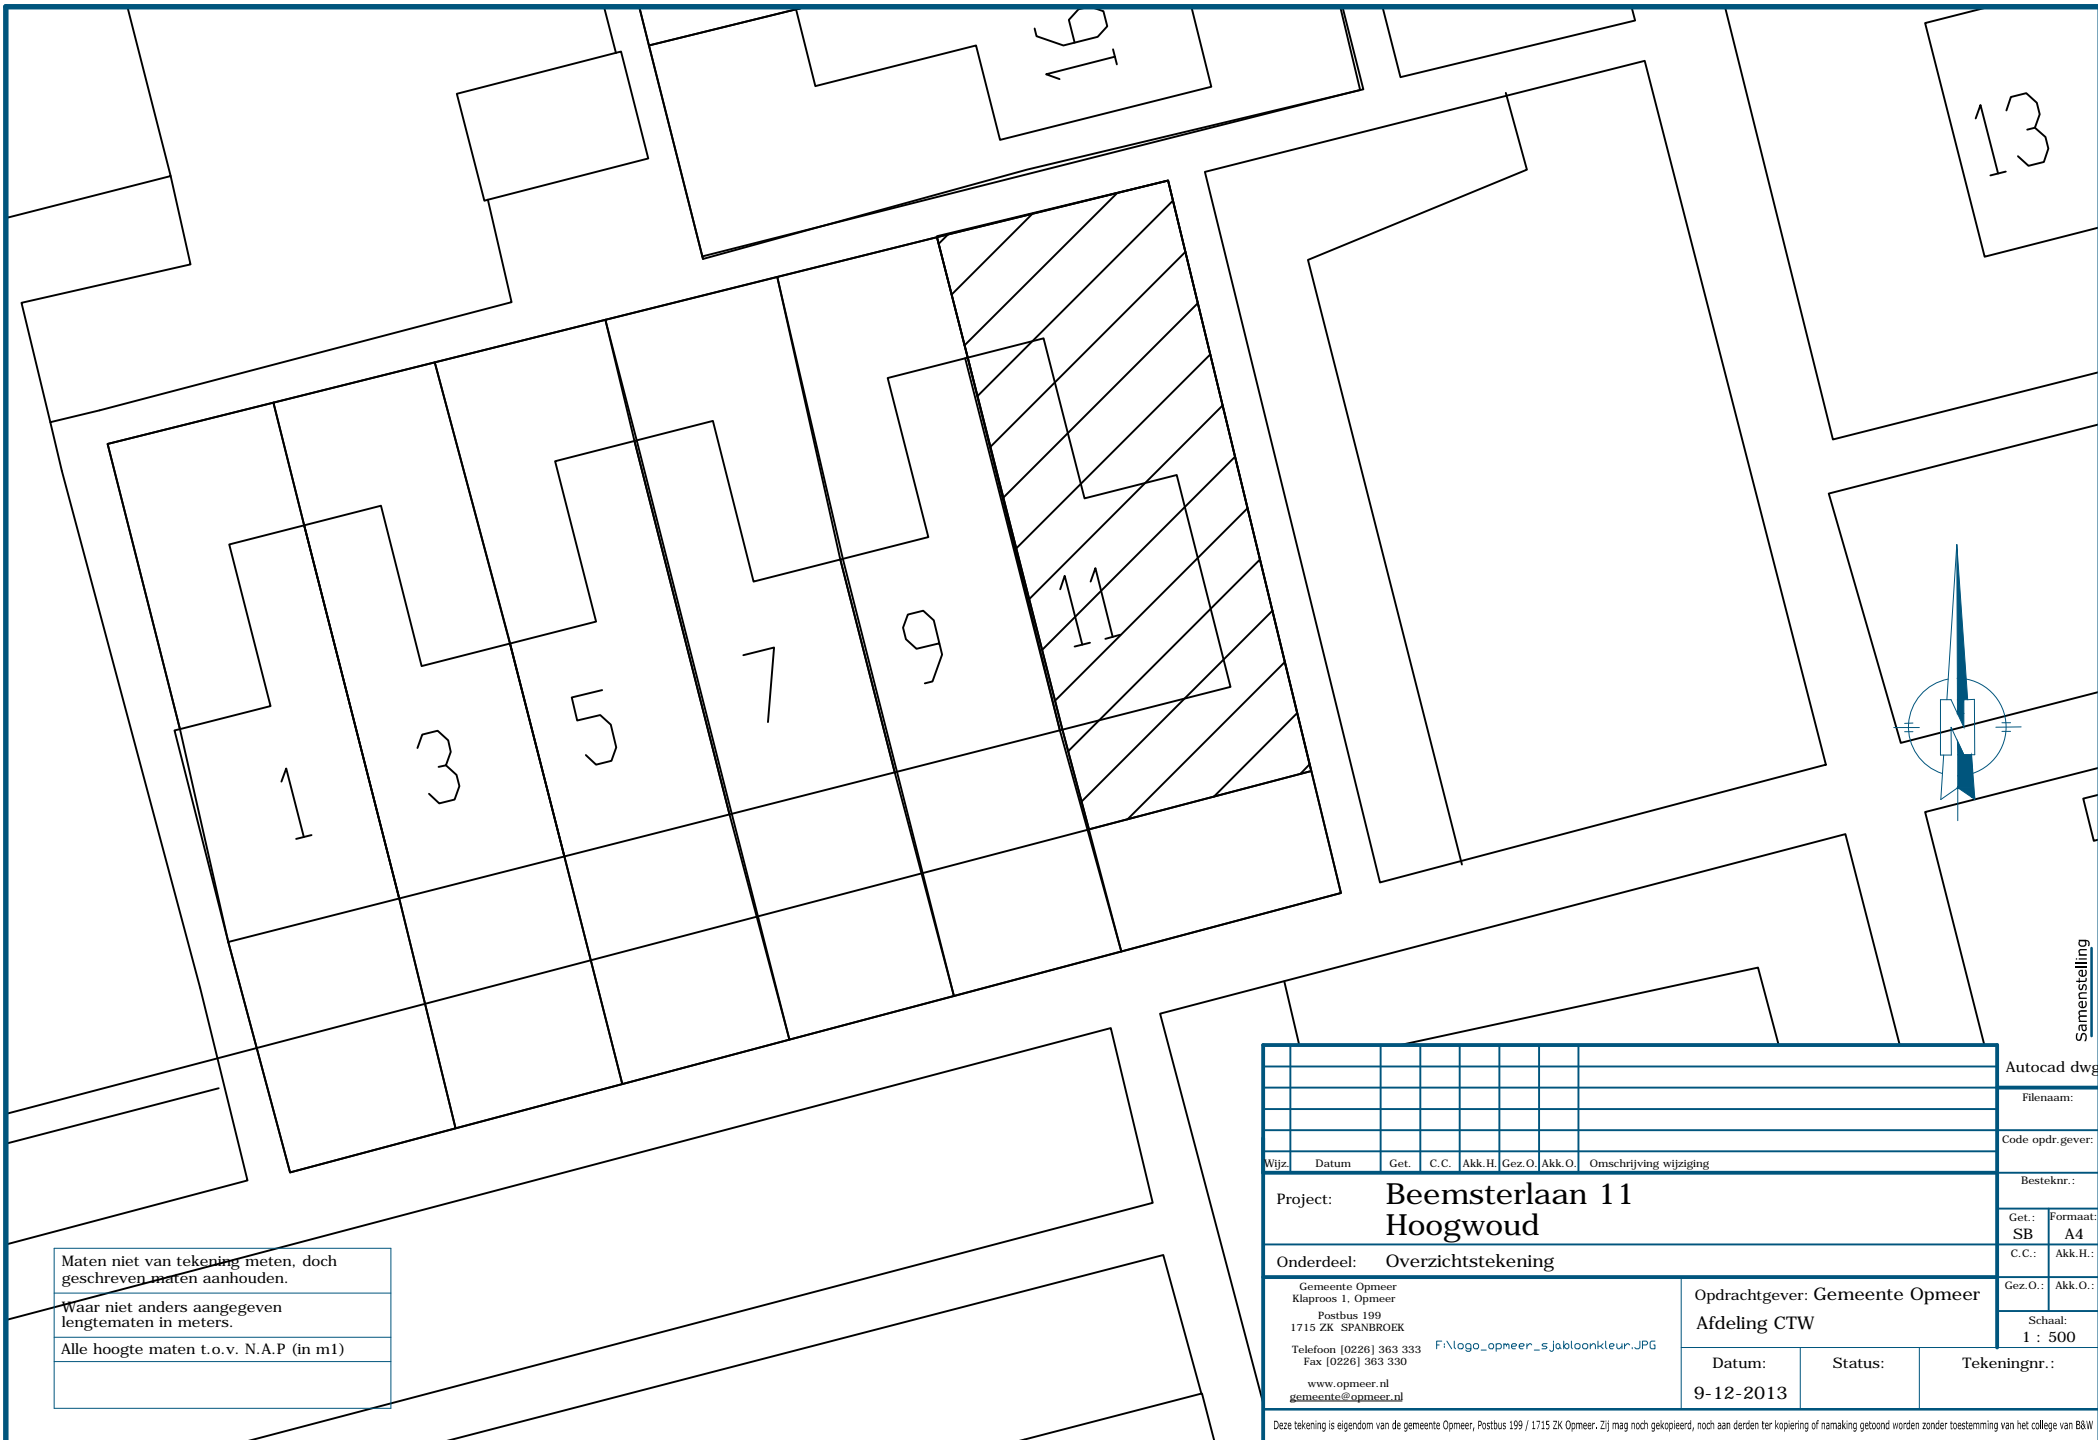 16
13
11
9
7
5
3
1
Samenstelling
Autocad dwg
Filenaam:
Code opdr.gever:
Besteknr.:
Get.: Formaat:
SB A4
C.C.: Akk.H.:
Gez.O.: Akk.O.:
Schaal:
1 : 500
Wijz. Datum Get. C.C. Akk.H. Gez.O. Akk.O. Omschrijving wijziging
Project: Beemsterlaan 11
Hoogwoud
Onderdeel: Overzichtstekening
Gemeente Opmeer
Klaproos 1, Opmeer
Postbus 199
1715 ZK SPANBROEK
Telefoon [0226] 363 333
Fax [0226] 363 330
www.opmeer.nl
gemeente@opmeer.nl
F:\logo_opmeer_sjabloonkleur.JPG
Opdrachtgever: Gemeente Opmeer
Afdeling CTW
Datum: Status: Tekeningnr.:
9-12-2013
Deze tekening is eigendom van de gemeente Opmeer, Postbus 199 / 1715 ZK Opmeer. Zij mag noch gekopieerd, noch aan derden ter kopiering of namaking getoond worden zonder toestemming van het college van B&W
Maten niet van tekening meten, doch
geschreven maten aanhouden.
Waar niet anders aangegeven
lengtematen in meters.
Alle hoogte maten t.o.v. N.A.P (in m1)
N